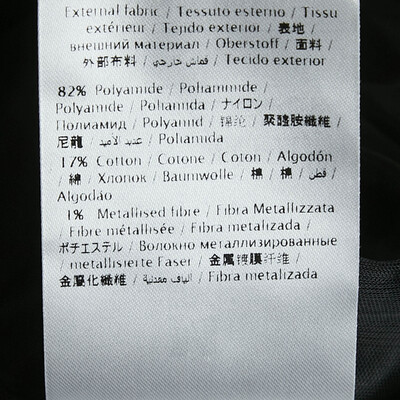 External fabric / Tessuto esterno / Tissu
extérieur / Tejido exterior / 表地 /
внешний материал / Oberstoff / 面料 /
外部布料 / قماش خارجي / Tecido exterior
82% Polyamide / Poliammide /
Polyamide / Poliamida / ナイロン /
Полиамид / Polyamid / 锦纶 / 聚醯胺纖維 /
尼龍 / عديد الأميد / Poliamida
17% Cotton / Cotone / Coton / Algodón
/ 綿 / Хлопок / Baumwolle / 棉 / 棉 / قطن /
Algodão
1% Metallised fibre / Fibra Metallizzata
/ Fibre métallisée / Fibra metalizada /
ポチエステル / Волокно металлизированные
/ metallisierte Faser / 金属镀膜纤维 /
金屬化纖維 / ألياف معدنية / Fibra metalizada